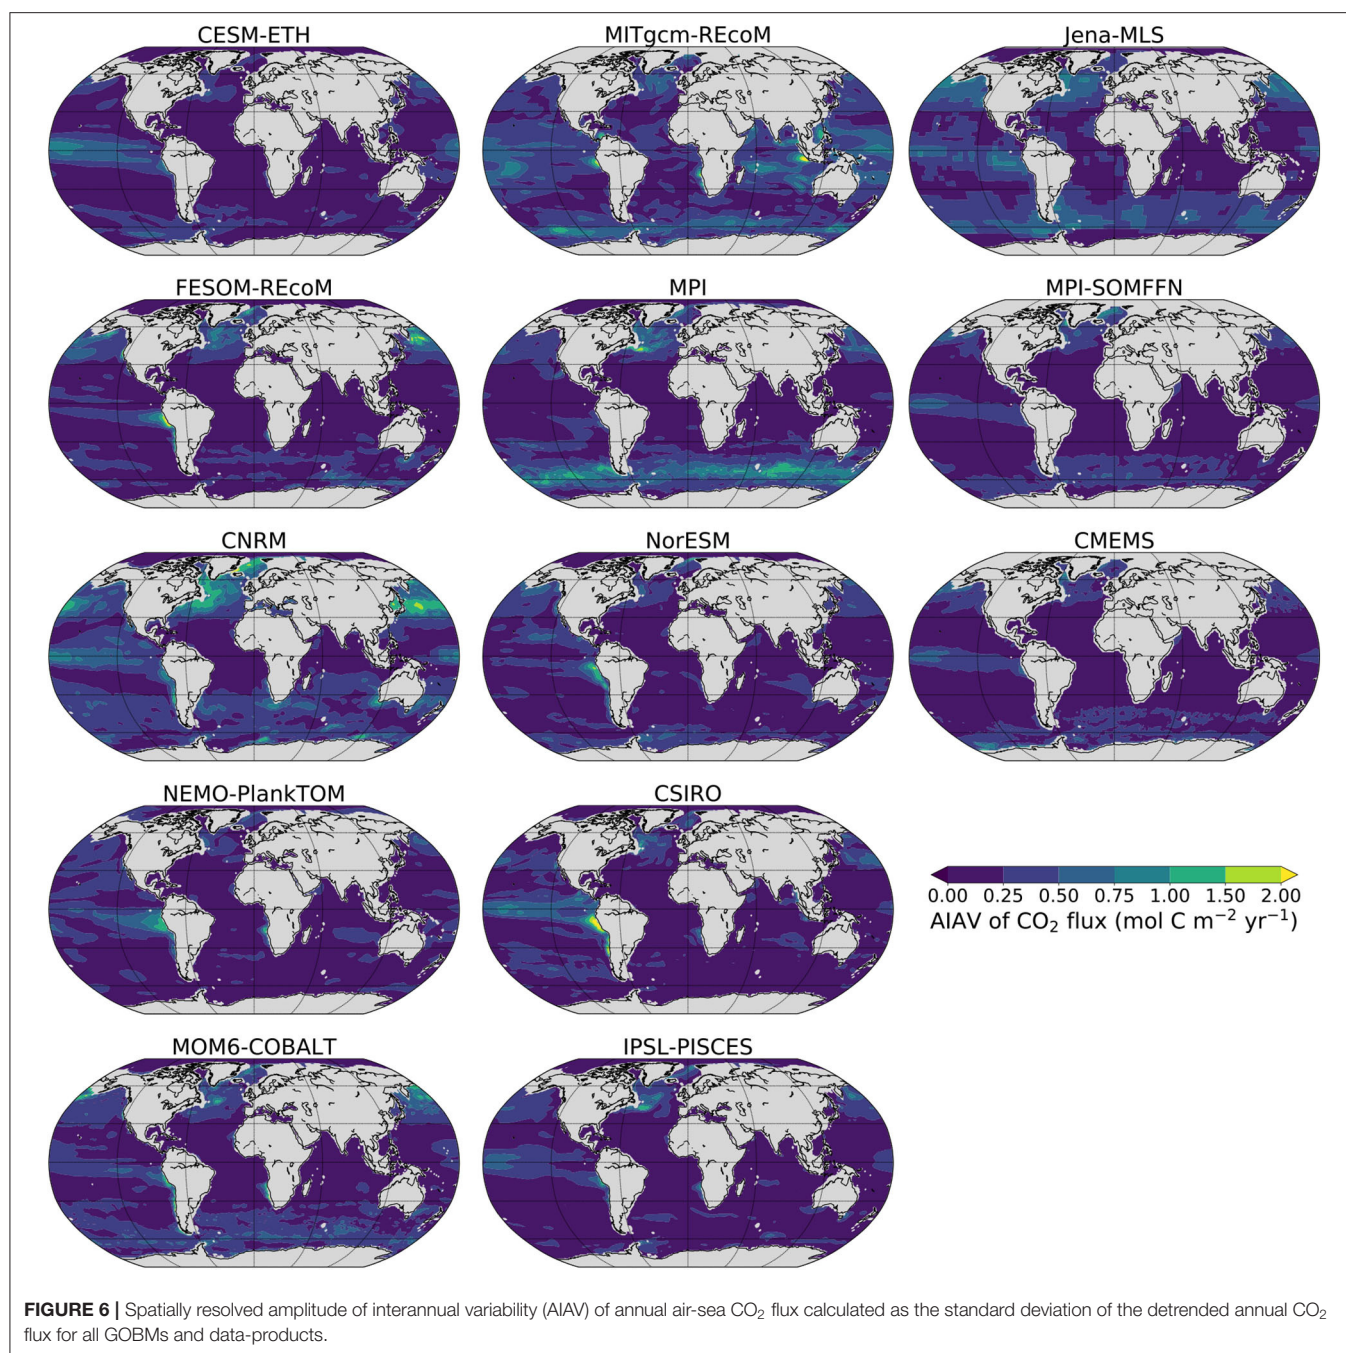 CESM-ETH
MITgcm-REcoM
Jena-MLS
FESOM-REcoM
MPI
MPI-SOMFFN
CNRM
NorESM
CMEMS
NEMO-PlankTOM
CSIRO
0.00 0.25 0.50 0.75 1.00 1.50 2.00
AIAV of CO₂ flux (mol C m⁻² yr⁻¹)
MOM6-COBALT
IPSL-PISCES
FIGURE 6 | Spatially resolved amplitude of interannual variability (AIAV) of annual air-sea CO₂ flux calculated as the standard deviation of the detrended annual CO₂
flux for all GOBMs and data-products.